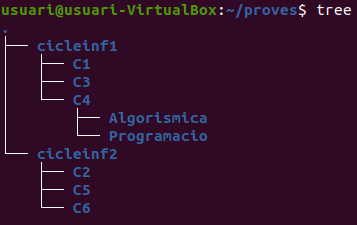 usuari@usuari-VirtualBox:~/proves$ tree
.
├── cicleinf1
│   ├── C1
│   ├── C3
│   └── C4
│       ├── Algorismica
│       └── Programacio
└── cicleinf2
    ├── C2
    ├── C5
    └── C6